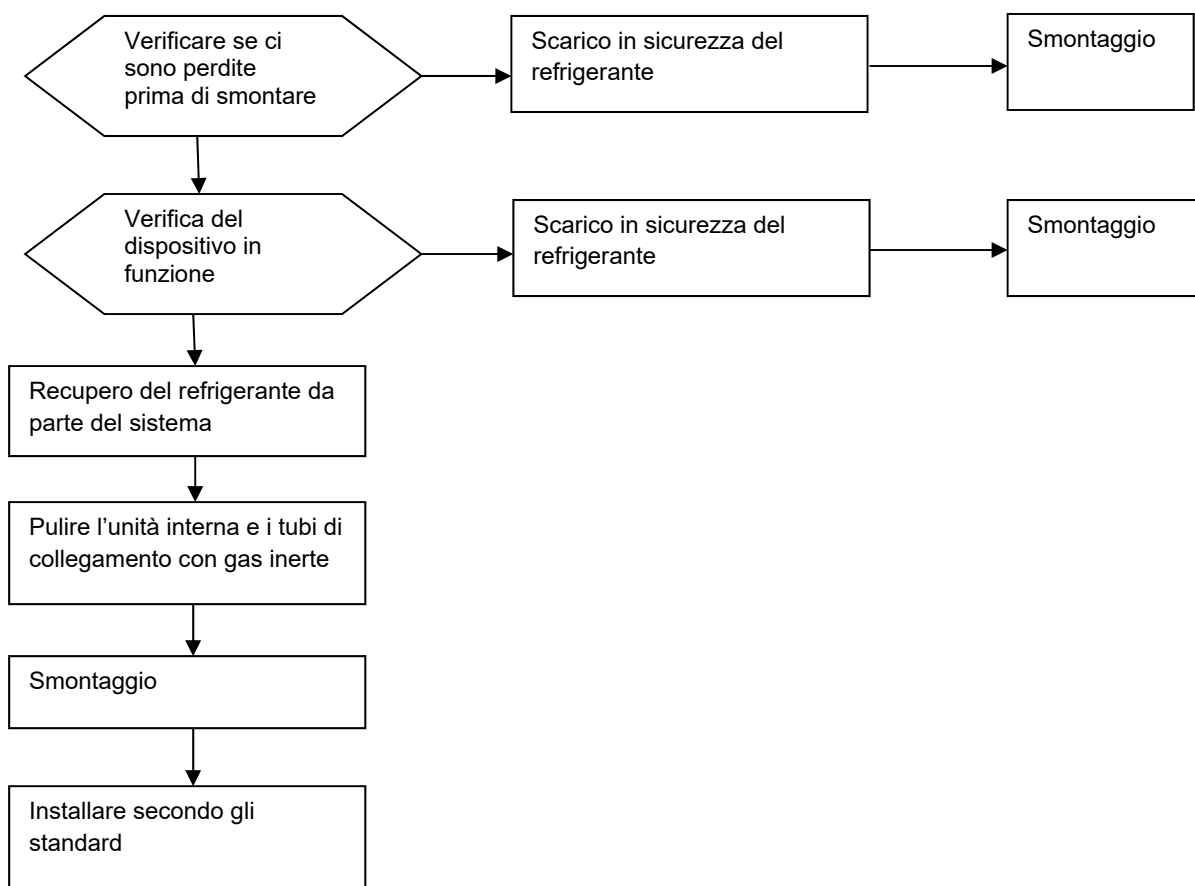 Verificare se ci
sono perdite
prima di smontare
Scarico in sicurezza del
refrigerante
Smontaggio
Verifica del
dispositivo in
funzione
Scarico in sicurezza del
refrigerante
Smontaggio
Recupero del refrigerante da
parte del sistema
Pulire l’unità interna e i tubi di
collegamento con gas inerte
Smontaggio
Installare secondo gli
standard